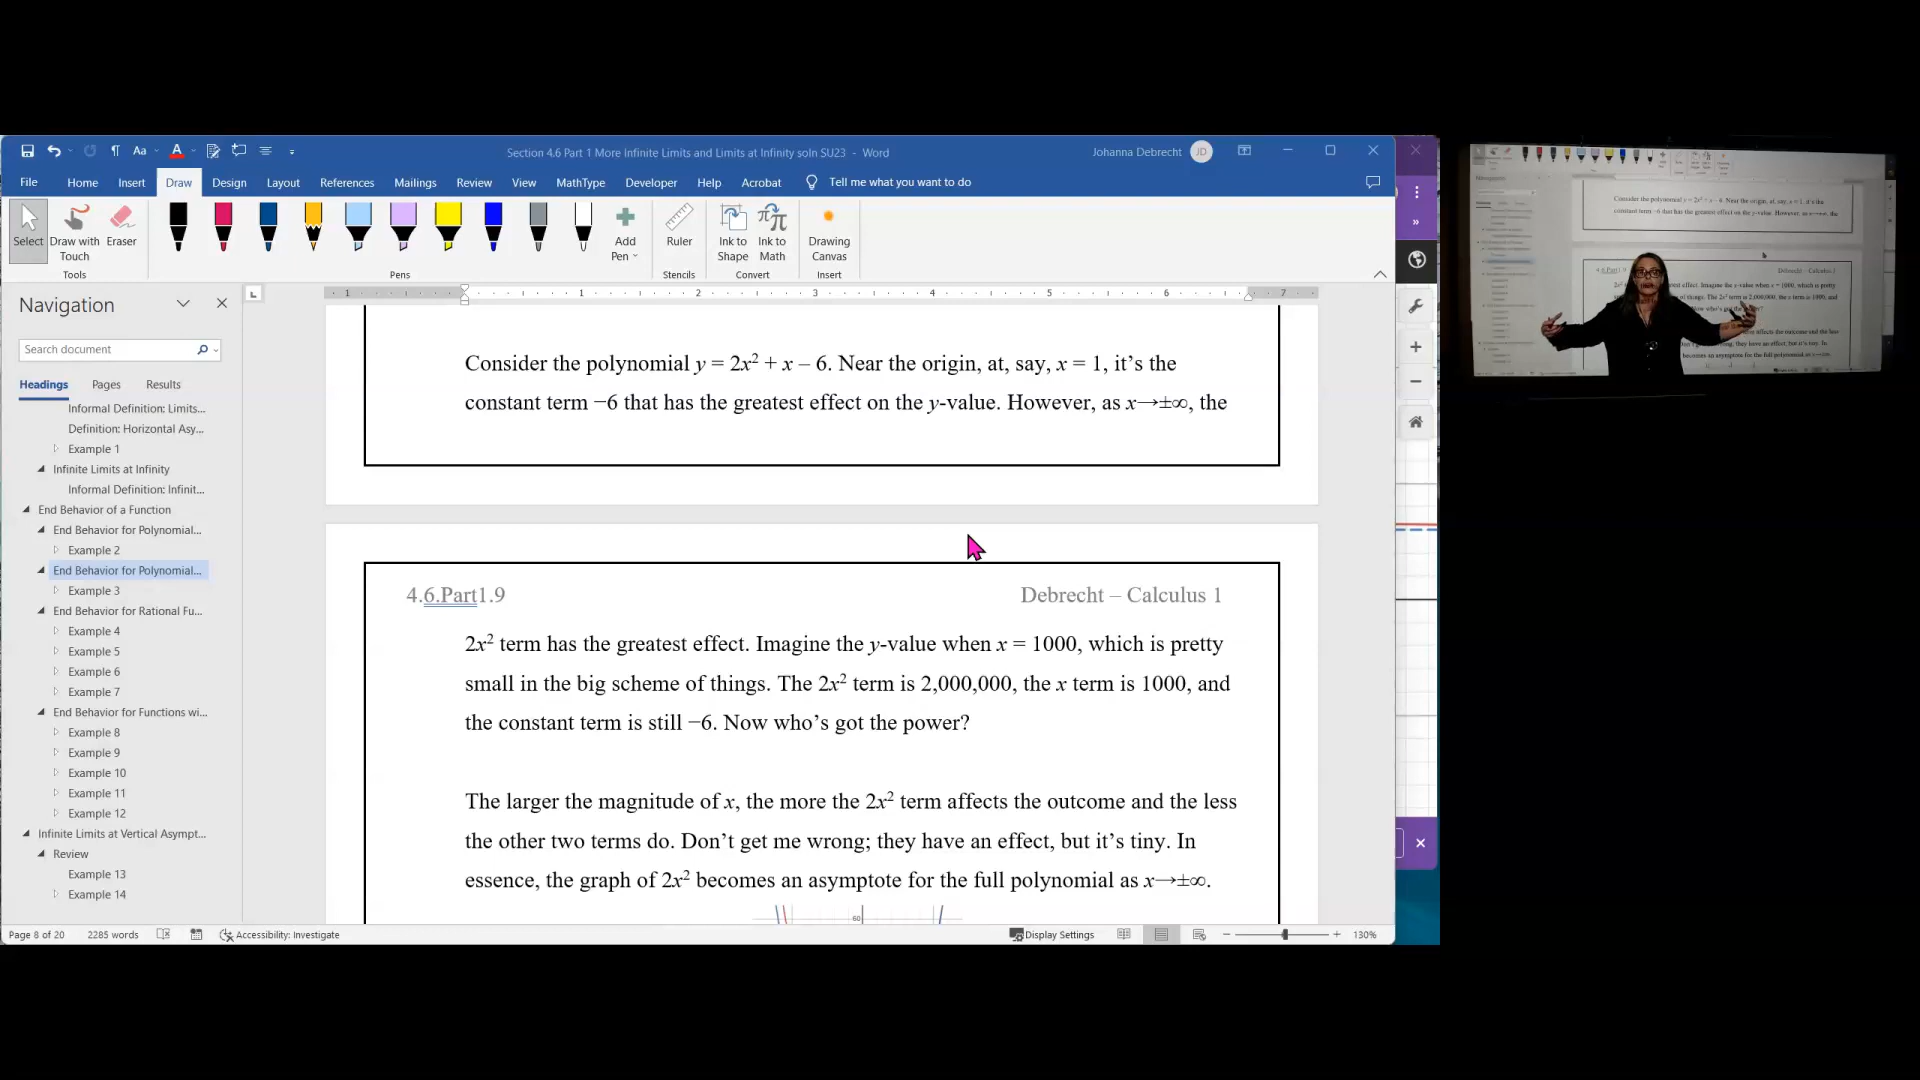 Section 4.6 Part 1 More Infinite Limits and Limits at Infinity soln SU23 - Word
Johanna Debrecht
JD
File
Home
Insert
Draw
Design
Layout
References
Mailings
Review
View
MathType
Developer
Help
Acrobat
Tell me what you want to do
Select
Draw with Touch
Eraser
Add Pen
Ruler
Ink to Shape
Ink to Math
Drawing Canvas
Tools
Pens
Stencils
Convert
Insert
Navigation
Search document
Headings
Pages
Results
Informal Definition: Limits...
Definition: Horizontal Asy...
Example 1
Infinite Limits at Infinity
Informal Definition: Infinit...
End Behavior of a Function
End Behavior for Polynomial...
Example 2
End Behavior for Polynomial...
Example 3
End Behavior for Rational Fu...
Example 4
Example 5
Example 6
Example 7
End Behavior for Functions wi...
Example 8
Example 9
Example 10
Example 11
Example 12
Infinite Limits at Vertical Asympt...
Review
Example 13
Example 14
1 1 2 3 4 5 6 7
Consider the polynomial y = 2x² + x – 6. Near the origin, at, say, x = 1, it’s the
constant term −6 that has the greatest effect on the y-value. However, as x→±∞, the
4.6.Part1.9
Debrecht – Calculus 1
2x² term has the greatest effect. Imagine the y-value when x = 1000, which is pretty
small in the big scheme of things. The 2x² term is 2,000,000, the x term is 1000, and
the constant term is still −6. Now who’s got the power?
The larger the magnitude of x, the more the 2x² term affects the outcome and the less
the other two terms do. Don’t get me wrong; they have an effect, but it’s tiny. In
essence, the graph of 2x² becomes an asymptote for the full polynomial as x→±∞.
60
Page 8 of 20
2285 words
Accessibility: Investigate
Display Settings
130%